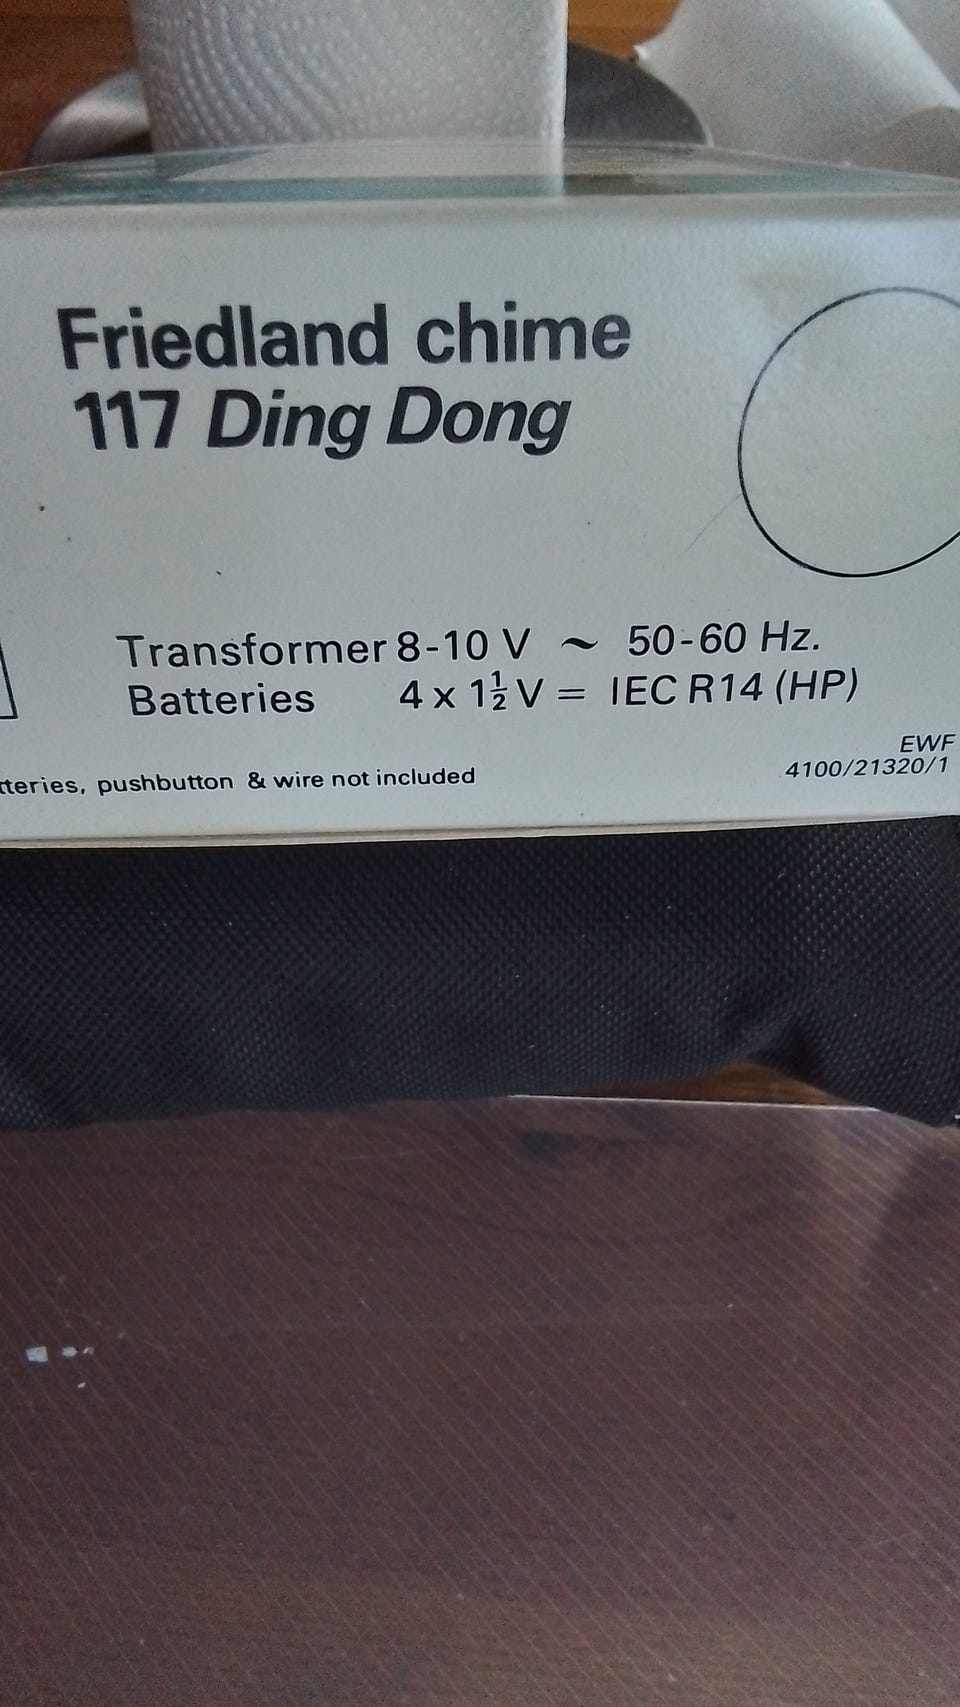 Friedland chime
117 Ding Dong
Transformer 8-10 V ~ 50-60 Hz.
Batteries 4 x 1½ V = IEC R14 (HP)
EWF
4100/21320/1
pushbutton & wire not included